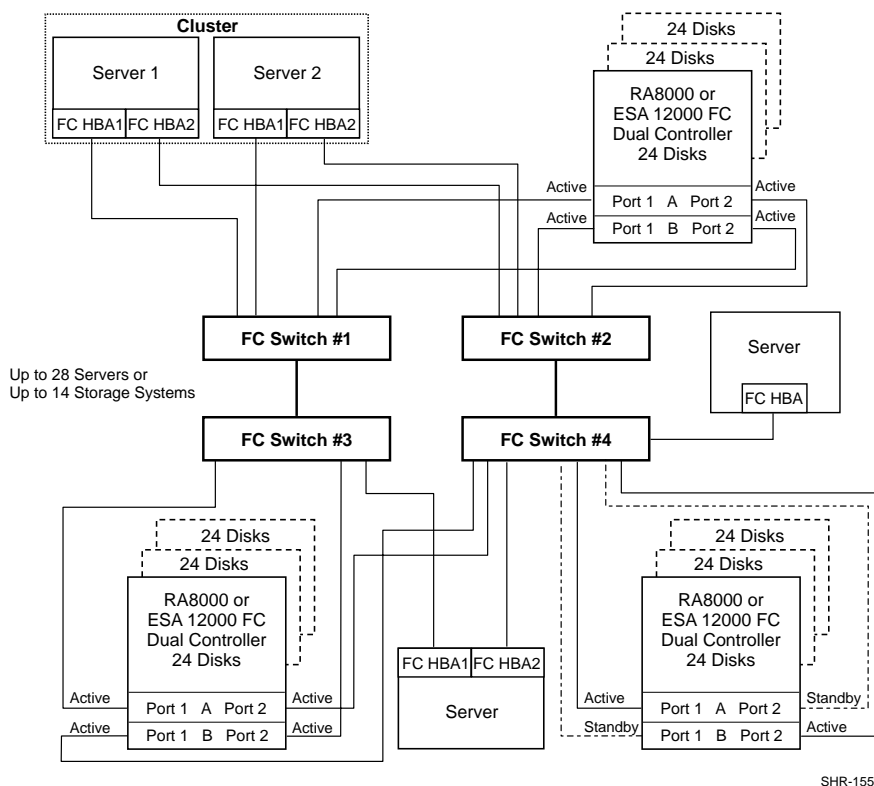 Cluster
Server 1
Server 2
FC HBA1
FC HBA2
FC HBA1
FC HBA2
24 Disks
24 Disks
RA8000 or
ESA 12000 FC
Dual Controller
24 Disks
Active
Port 1 A Port 2
Active
Active
Port 1 B Port 2
Active
FC Switch #1
FC Switch #2
Server
FC HBA
Up to 28 Servers or
Up to 14 Storage Systems
FC Switch #3
FC Switch #4
24 Disks
24 Disks
RA8000 or
ESA 12000 FC
Dual Controller
24 Disks
Active
Port 1 A Port 2
Active
Active
Port 1 B Port 2
Active
FC HBA1
FC HBA2
Server
24 Disks
24 Disks
RA8000 or
ESA 12000 FC
Dual Controller
24 Disks
Active
Port 1 A Port 2
Standby
Standby
Port 1 B Port 2
Active
SHR-155